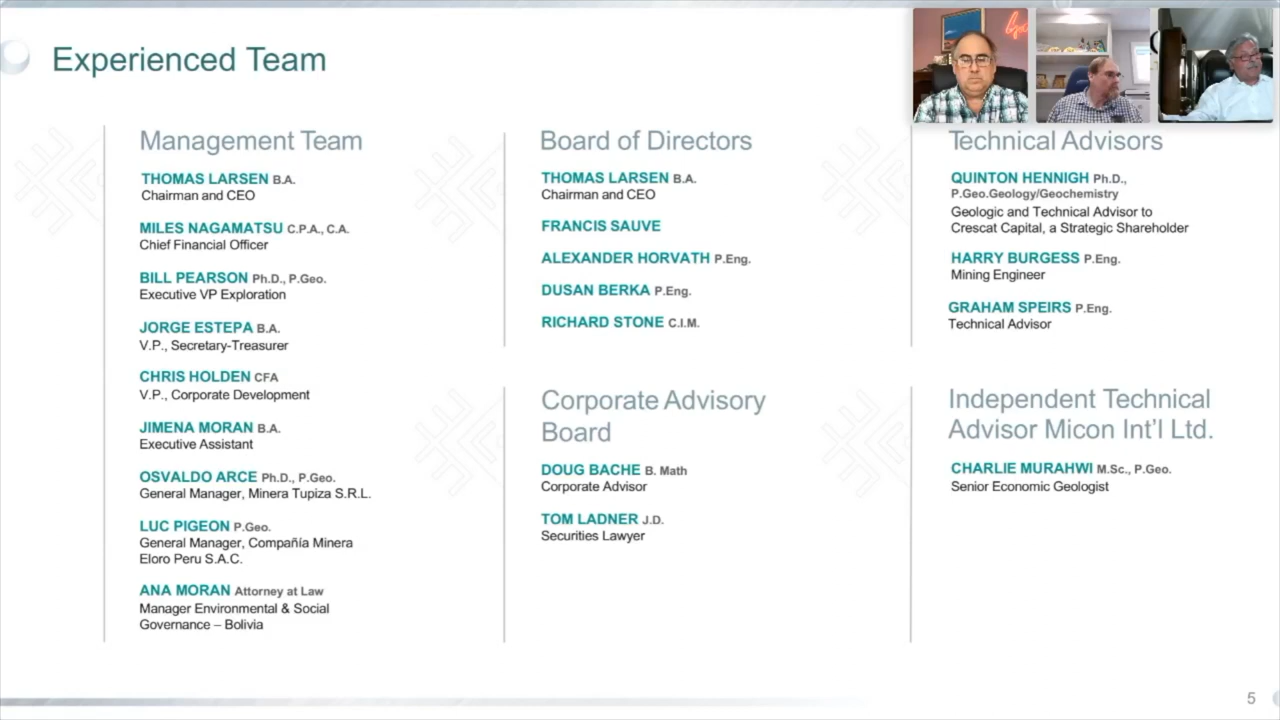 Experienced Team
Management Team
THOMAS LARSEN B.A.
Chairman and CEO
MILES NAGAMATSU C.P.A., C.A.
Chief Financial Officer
BILL PEARSON Ph.D., P.Geo.
Executive VP Exploration
JORGE ESTEPA B.A.
V.P., Secretary-Treasurer
CHRIS HOLDEN CFA
V.P., Corporate Development
JIMENA MORAN B.A.
Executive Assistant
OSVALDO ARCE Ph.D., P.Geo.
General Manager, Minera Tupiza S.R.L.
LUC PIGEON P.Geo.
General Manager, Compañía Minera
Eloro Peru S.A.C.
ANA MORAN Attorney at Law
Manager Environmental & Social
Governance – Bolivia
Board of Directors
THOMAS LARSEN B.A.
Chairman and CEO
FRANCIS SAUVE
ALEXANDER HORVATH P.Eng.
DUSAN BERKA P.Eng.
RICHARD STONE C.I.M.
Corporate Advisory
Board
DOUG BACHE B. Math
Corporate Advisor
TOM LADNER J.D.
Securities Lawyer
Technical Advisors
QUINTON HENNIGH Ph.D.,
P.Geo.Geology/Geochemistry
Geologic and Technical Advisor to
Crescat Capital, a Strategic Shareholder
HARRY BURGESS P.Eng.
Mining Engineer
GRAHAM SPEIRS P.Eng.
Technical Advisor
Independent Technical
Advisor Micon Int'l Ltd.
CHARLIE MURAHWI M.Sc., P.Geo.
Senior Economic Geologist
5